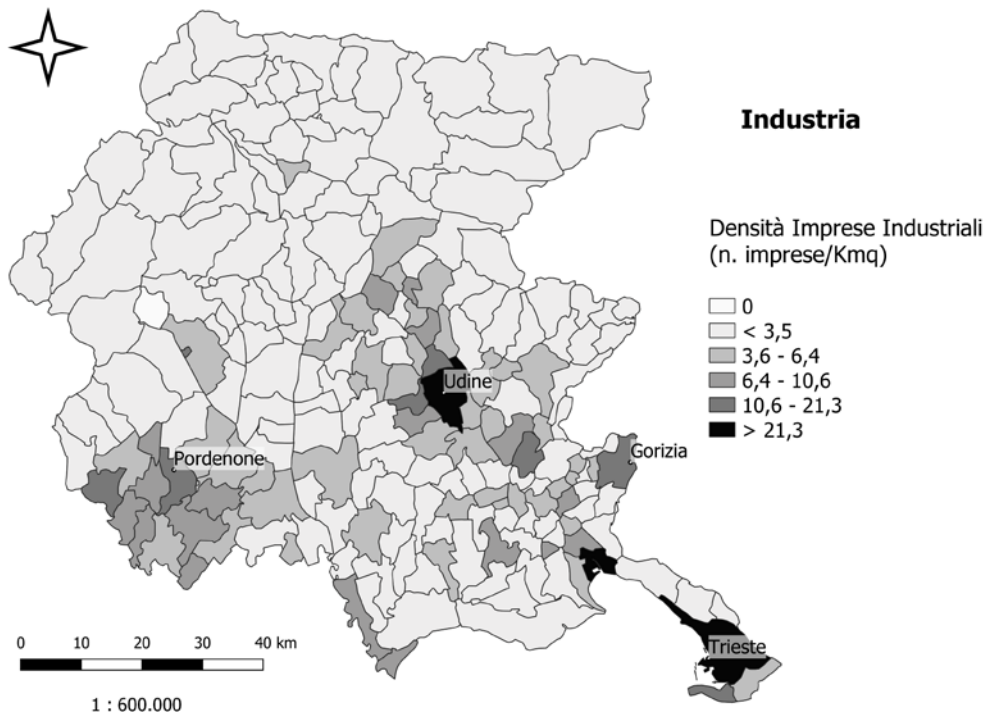 Industria
Densità Imprese Industriali
(n. imprese/Kmq)
0
< 3,5
3,6 - 6,4
6,4 - 10,6
10,6 - 21,3
> 21,3
Udine
Gorizia
Pordenone
Trieste
0 10 20 30 40 km
1 : 600.000